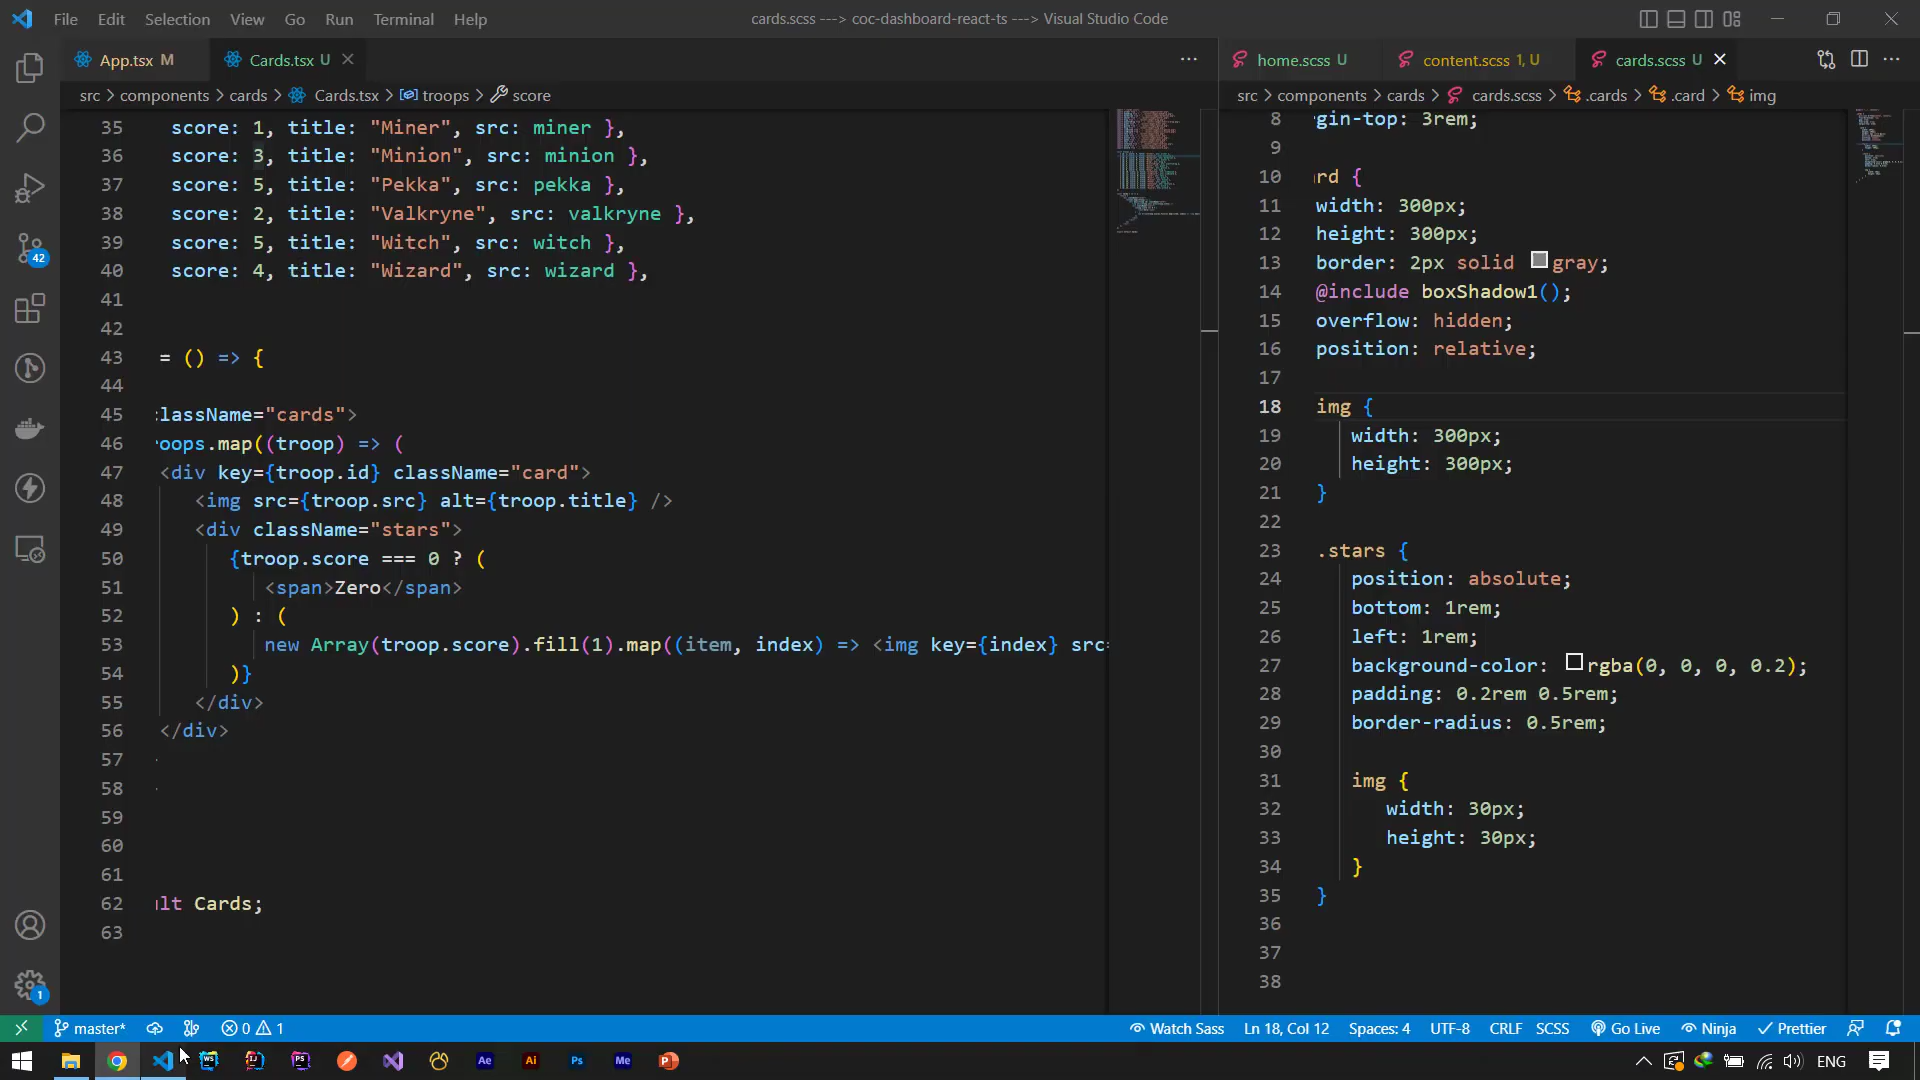 File Edit Selection View Go Run Terminal Help
cards.scss ---> coc-dashboard-react-ts ---> Visual Studio Code
App.tsx M
Cards.tsx U
src > components > cards > Cards.tsx > troops > score
35 score: 1, title: "Miner", src: miner },
36 score: 3, title: "Minion", src: minion },
37 score: 5, title: "Pekka", src: pekka },
38 score: 2, title: "Valkryne", src: valkryne },
39 score: 5, title: "Witch", src: witch },
40 score: 4, title: "Wizard", src: wizard },
41
42
43 = () => {
44
45 className="cards">
46 oops.map((troop) => (
47 <div key={troop.id} className="card">
48 <img src={troop.src} alt={troop.title} />
49 <div className="stars">
50 {troop.score === 0 ? (
51 <span>Zero</span>
52 ) : (
53 new Array(troop.score).fill(1).map((item, index) => <img key={index} src=
54 )}
55 </div>
56 </div>
57
58
59
60
61
62 lt Cards;
63
home.scss U
content.scss 1, U
cards.scss U
src > components > cards > cards.scss > .cards > .card > img
8 gin-top: 3rem;
9
10 rd {
11 width: 300px;
12 height: 300px;
13 border: 2px solid gray;
14 @include boxShadow1();
15 overflow: hidden;
16 position: relative;
17
18 img {
19 width: 300px;
20 height: 300px;
21 }
22
23 .stars {
24 position: absolute;
25 bottom: 1rem;
26 left: 1rem;
27 background-color: rgba(0, 0, 0, 0.2);
28 padding: 0.2rem 0.5rem;
29 border-radius: 0.5rem;
30
31 img {
32 width: 30px;
33 height: 30px;
34 }
35 }
36
37
38
42
1
master* 0 1
Watch Sass Ln 18, Col 12 Spaces: 4 UTF-8 CRLF SCSS Go Live Ninja Prettier
WS IJ PS Ae Ai Ps Me P
ENG